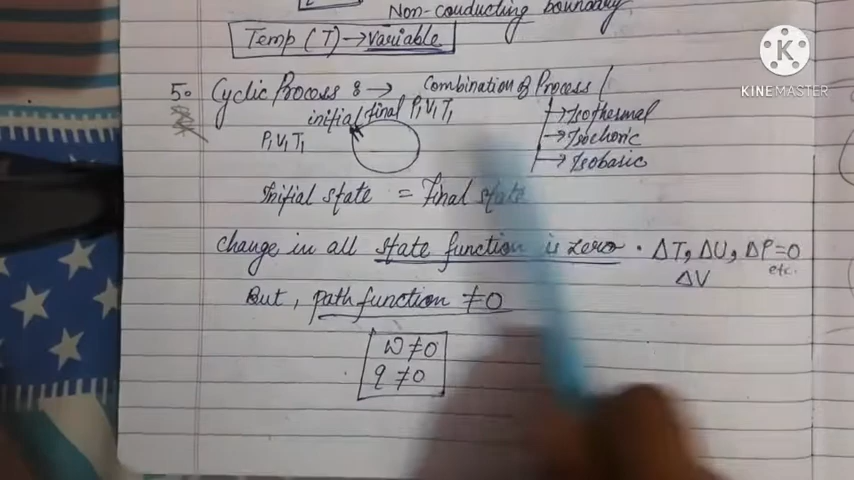 Non-conducting boundary
Temp (T) → variable
5. Cyclic Process : → Combination of Process
initial final P₁V₁T₁
P₁V₁T₁
→ Isothermal
→ Isochoric
→ Isobaric
Initial state = Final state
change in all state function is zero. ΔT, ΔU, ΔP = 0
ΔV etc.
But, path function ≠ 0
W ≠ 0
q ≠ 0
K
KINEMASTER